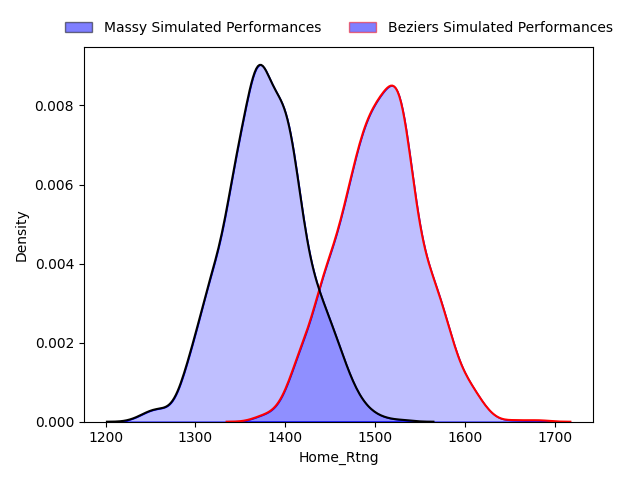 Massy Simulated Performances Beziers Simulated Performances
0.008
0.006
0.004
0.002
0.000
Density
1200 1300 1400 1500 1600 1700
Home_Rtng